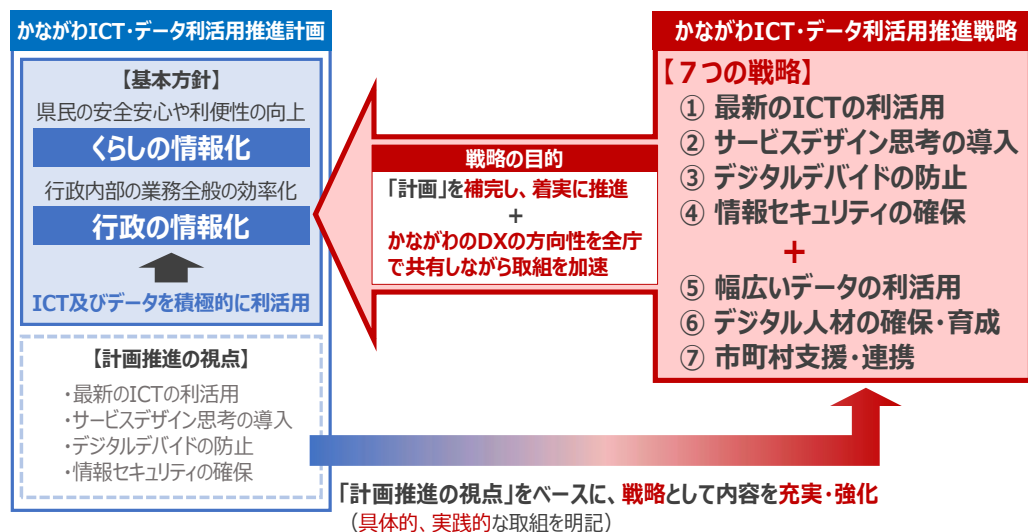 かながわICT・データ利活用推進計画
【基本方針】
県民の安全安心や利便性の向上
くらしの情報化
行政内部の業務全般の効率化
行政の情報化
ICT及びデータを積極的に利活用
【計画推進の視点】
・最新のICTの利活用
・サービスデザイン思考の導入
・デジタルデバイドの防止
・情報セキュリティの確保
戦略の目的
「計画」を補完し、着実に推進
+
かながわのDXの方向性を全庁
で共有しながら取組を加速
かながわICT・データ利活用推進戦略
【７つの戦略】
① 最新のICTの利活用
② サービスデザイン思考の導入
③ デジタルデバイドの防止
④ 情報セキュリティの確保
+
⑤ 幅広いデータの利活用
⑥ デジタル人材の確保・育成
⑦ 市町村支援・連携
「計画推進の視点」をベースに、戦略として内容を充実・強化
（具体的、実践的な取組を明記）